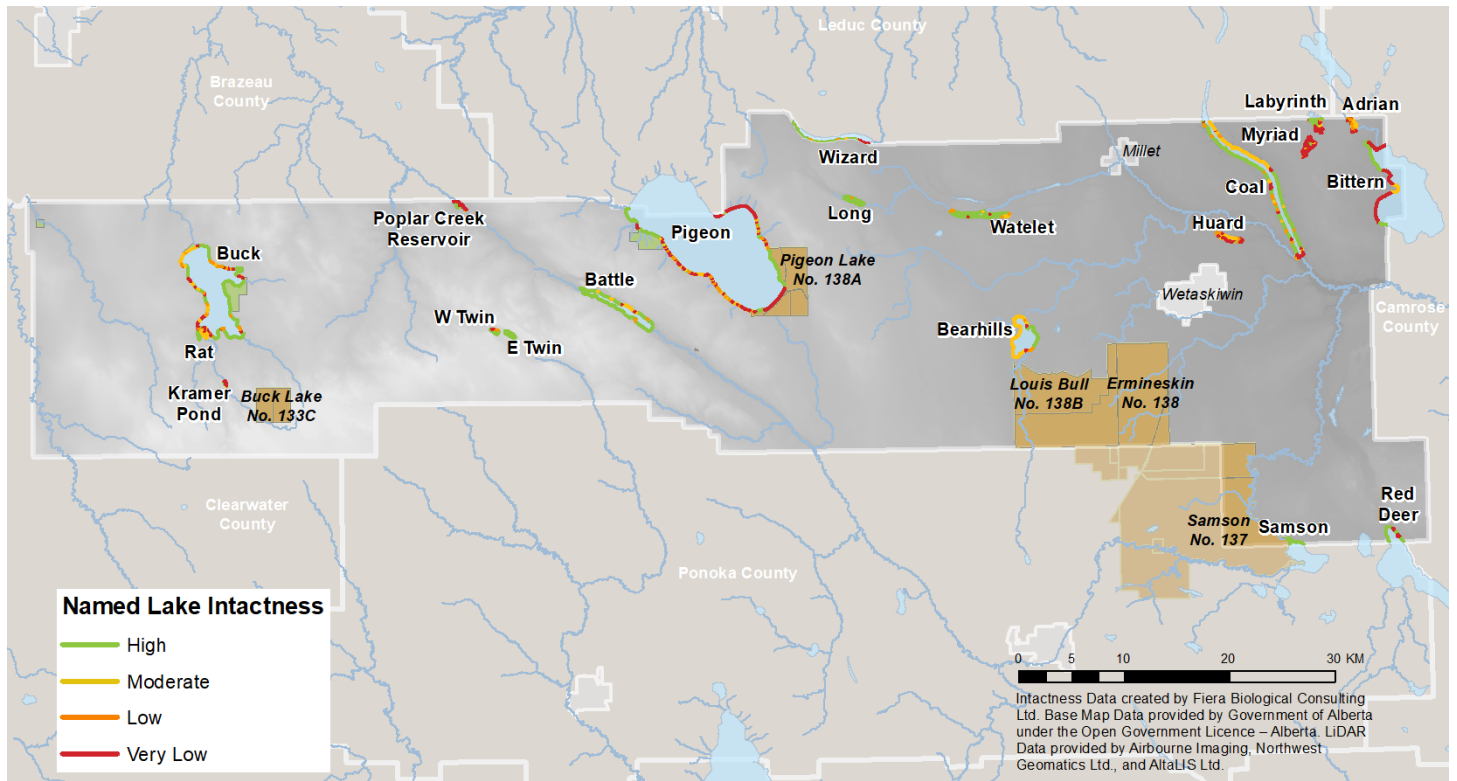 Leduc County
Brazeau
County
Labyrinth
Adrian
Myriad
Wizard
Millet
Coal
Bittern
Long
Poplar Creek
Reservoir
Watelet
Huard
Pigeon
Buck
Pigeon Lake
No. 138A
Battle
Wetaskiwin
Camrose
County
W Twin
E Twin
Bearhills
Rat
Kramer
Pond
Buck Lake
No. 133C
Louis Bull
No. 138B
Ermineskin
No. 138
Clearwater
County
Red
Deer
Samson
No. 137
Samson
Ponoka County
Named Lake Intactness
High
Moderate
Low
Very Low
0 5 10 20 30 KM
Intactness Data created by Fiera Biological Consulting
Ltd. Base Map Data provided by Government of Alberta
under the Open Government Licence – Alberta. LiDAR
Data provided by Airbourne Imaging, Northwest
Geomatics Ltd., and AltaLIS Ltd.